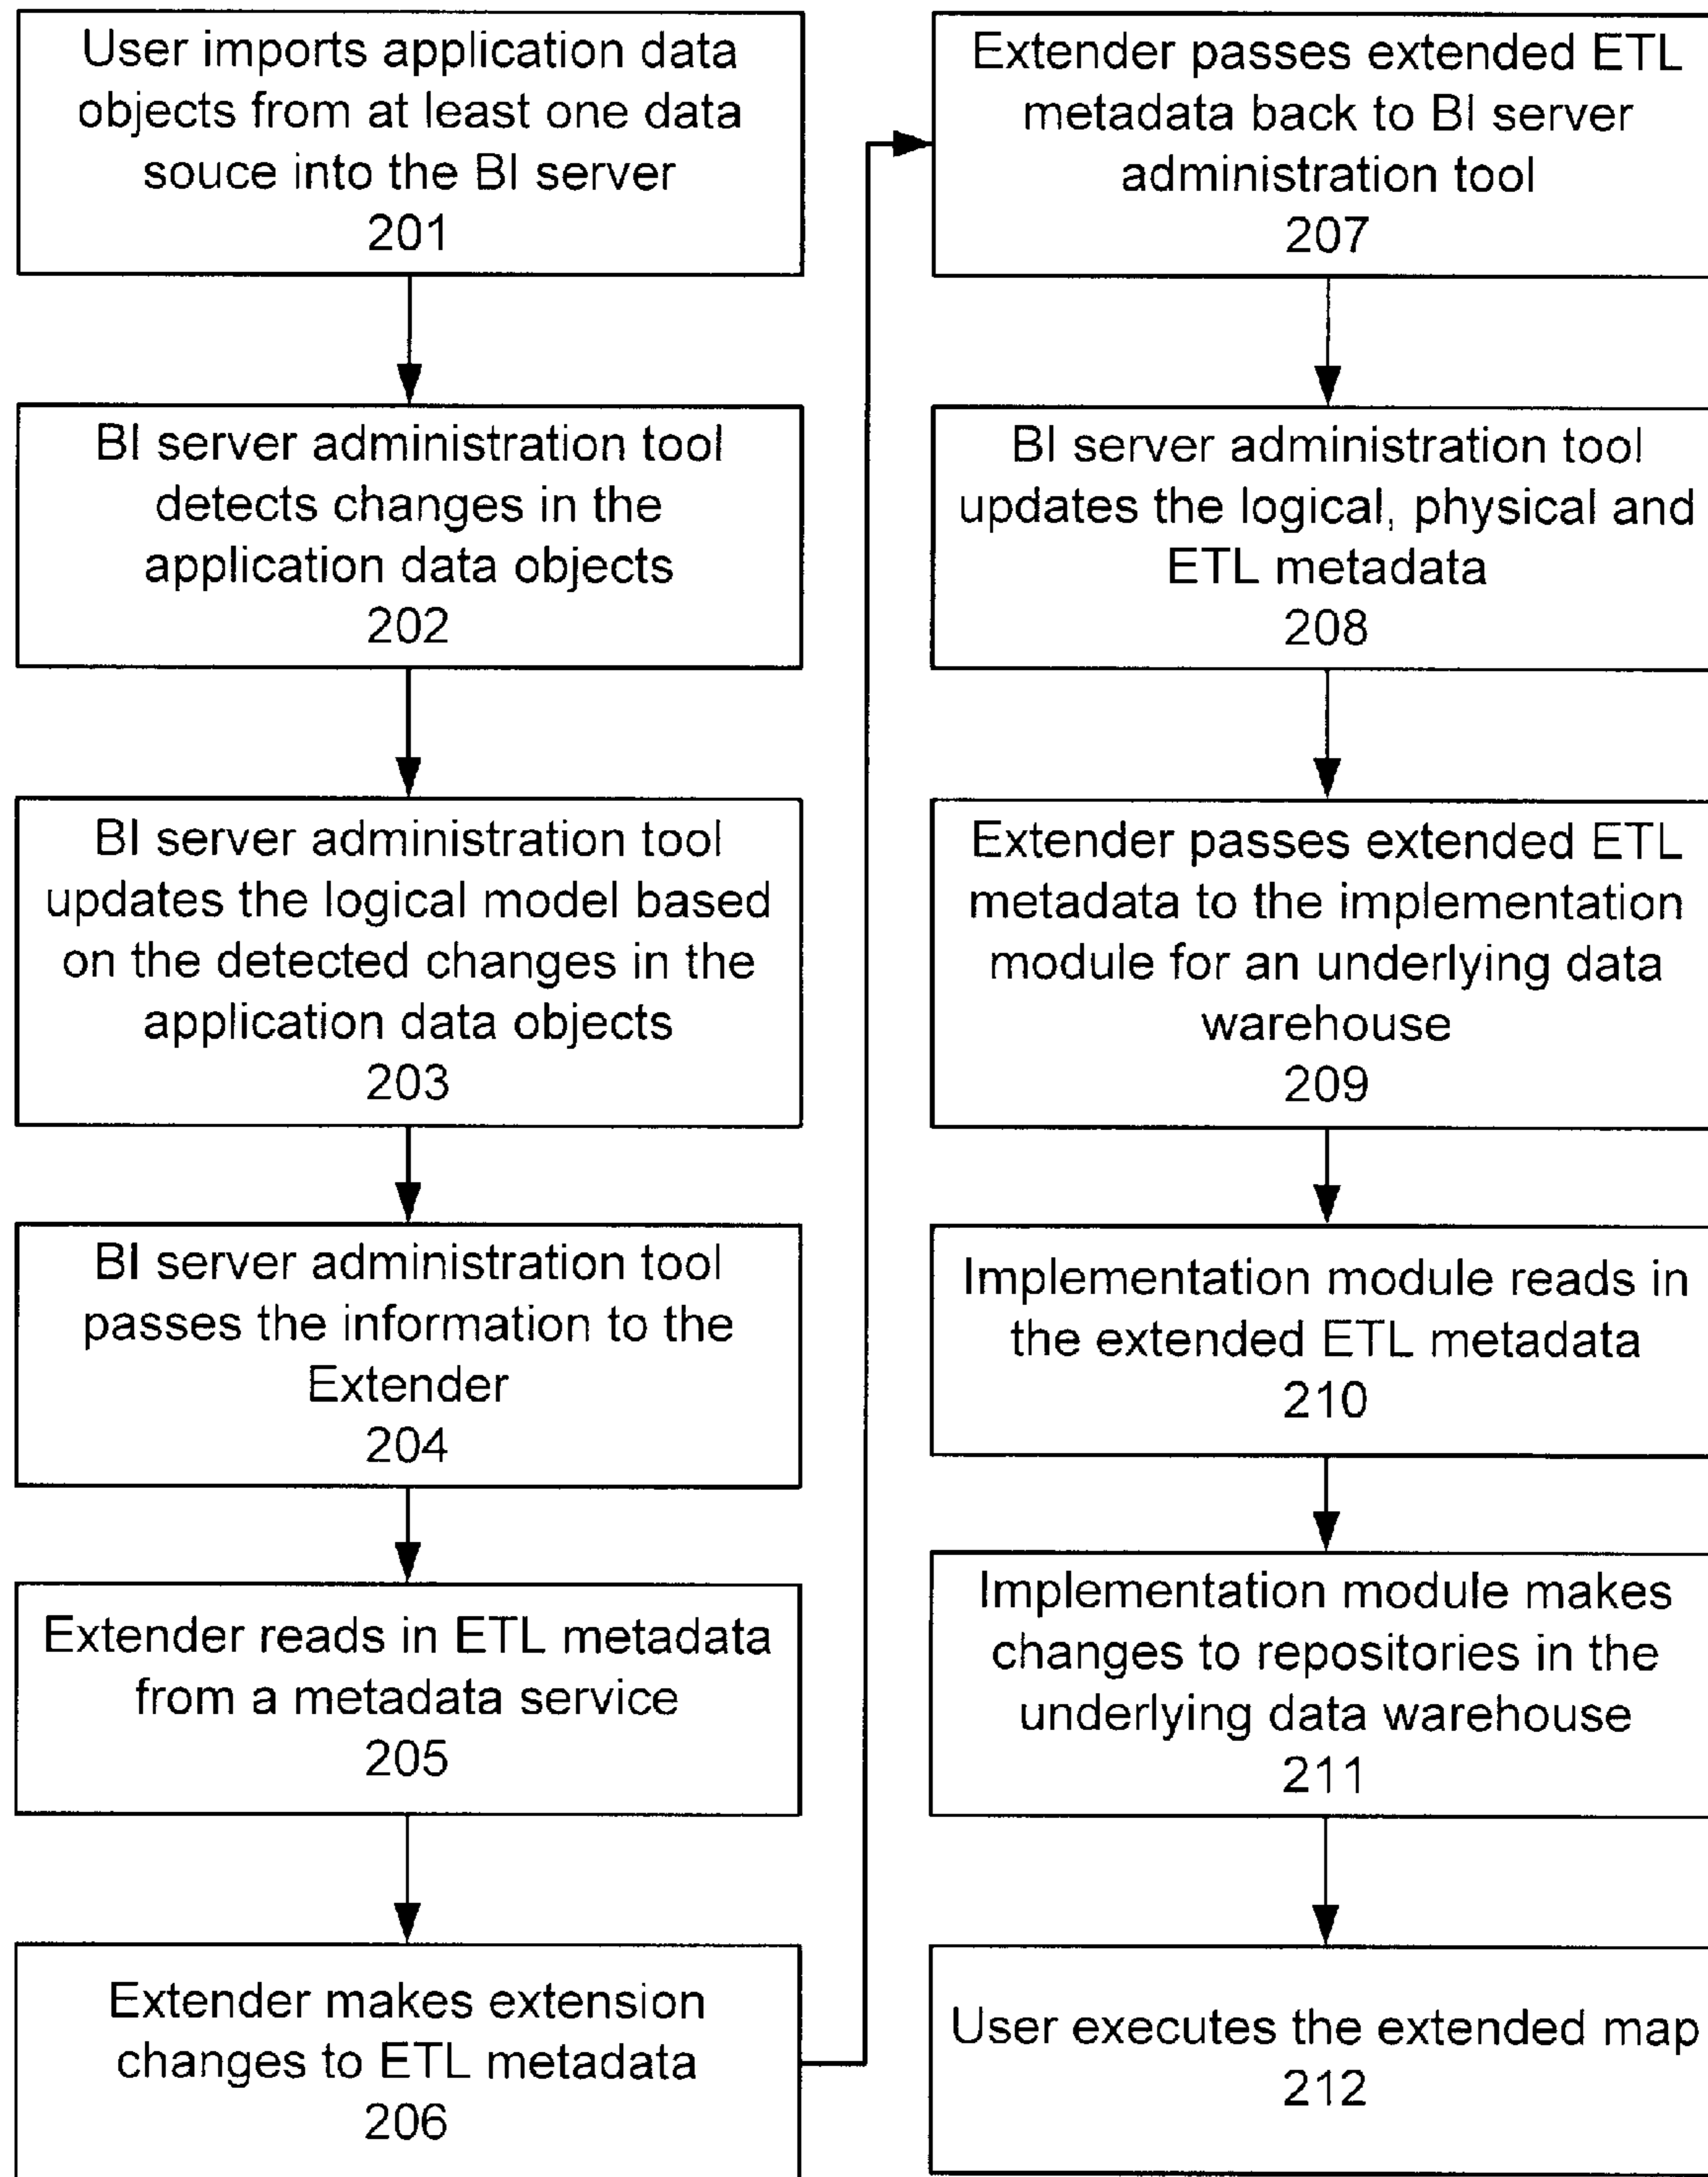 User imports application data
objects from at least one data
souce into the BI server
201
BI server administration tool
detects changes in the
application data objects
202
BI server administration tool
updates the logical model based
on the detected changes in the
application data objects
203
BI server administration tool
passes the information to the
Extender
204
Extender reads in ETL metadata
from a metadata service
205
Extender makes extension
changes to ETL metadata
206
Extender passes extended ETL
metadata back to BI server
administration tool
207
BI server administration tool
updates the logical, physical and
ETL metadata
208
Extender passes extended ETL
metadata to the implementation
module for an underlying data
warehouse
209
Implementation module reads in
the extended ETL metadata
210
Implementation module makes
changes to repositories in the
underlying data warehouse
211
User executes the extended map
212